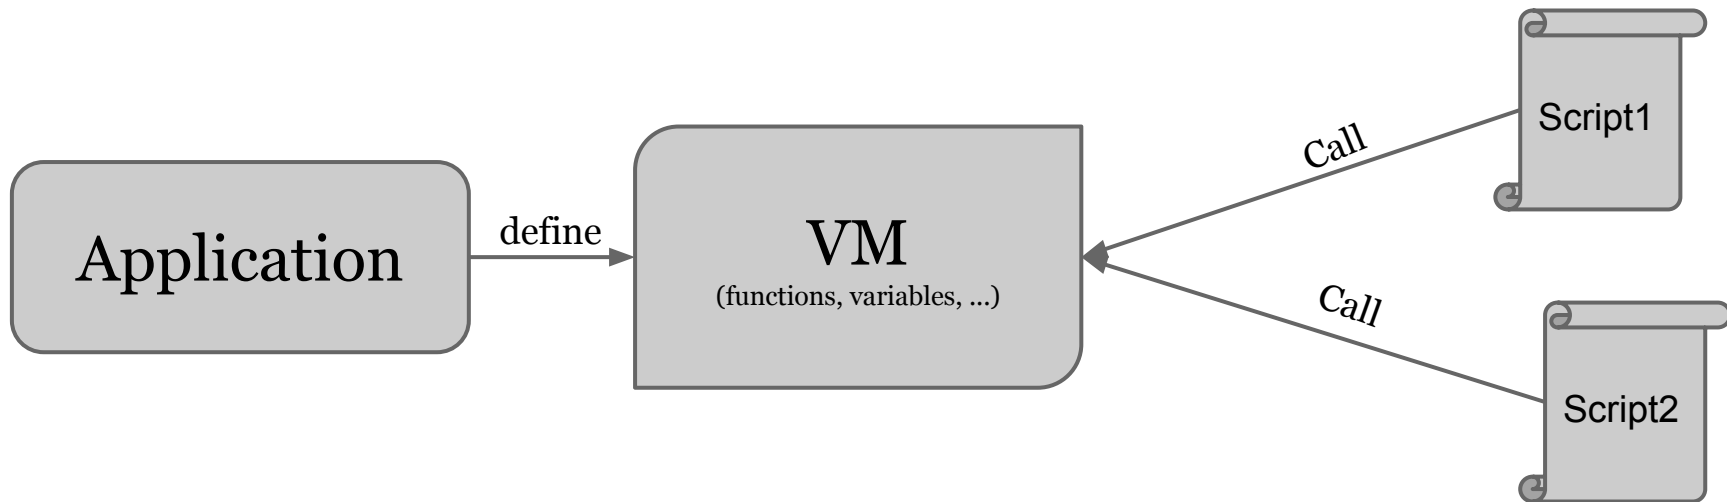 Application
define
VM
(functions, variables, ...)
Call
Script1
Call
Script2